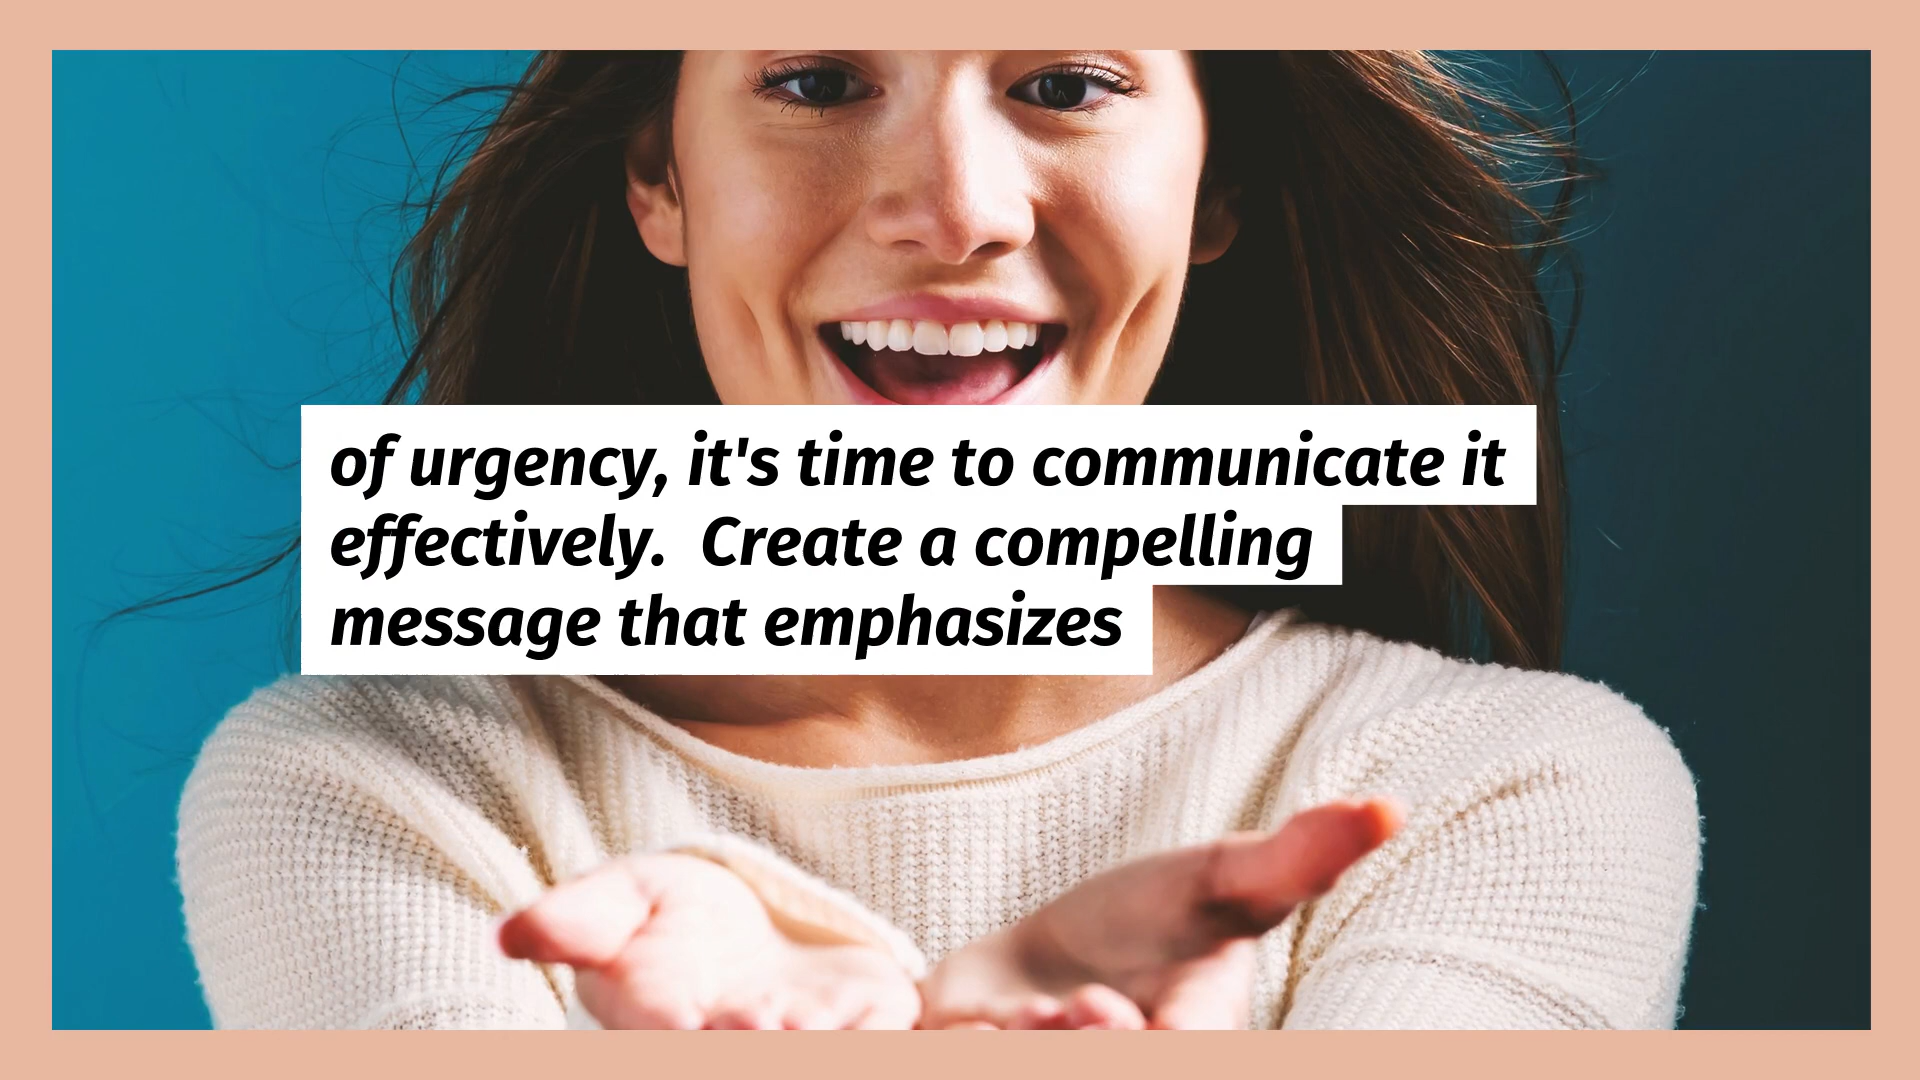 of urgency, it's time to communicate it
effectively.  Create a compelling
message that emphasizes